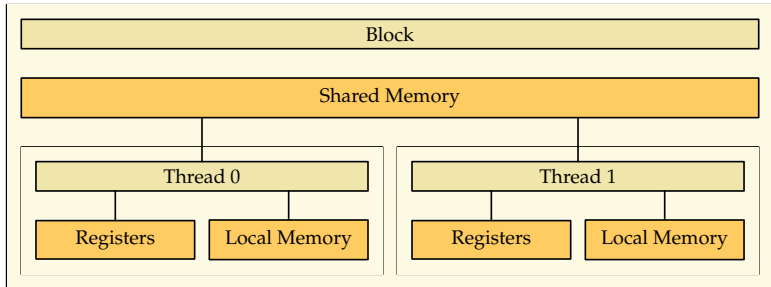 Block
Shared Memory
Thread 0
Thread 1
Registers
Local Memory
Registers
Local Memory